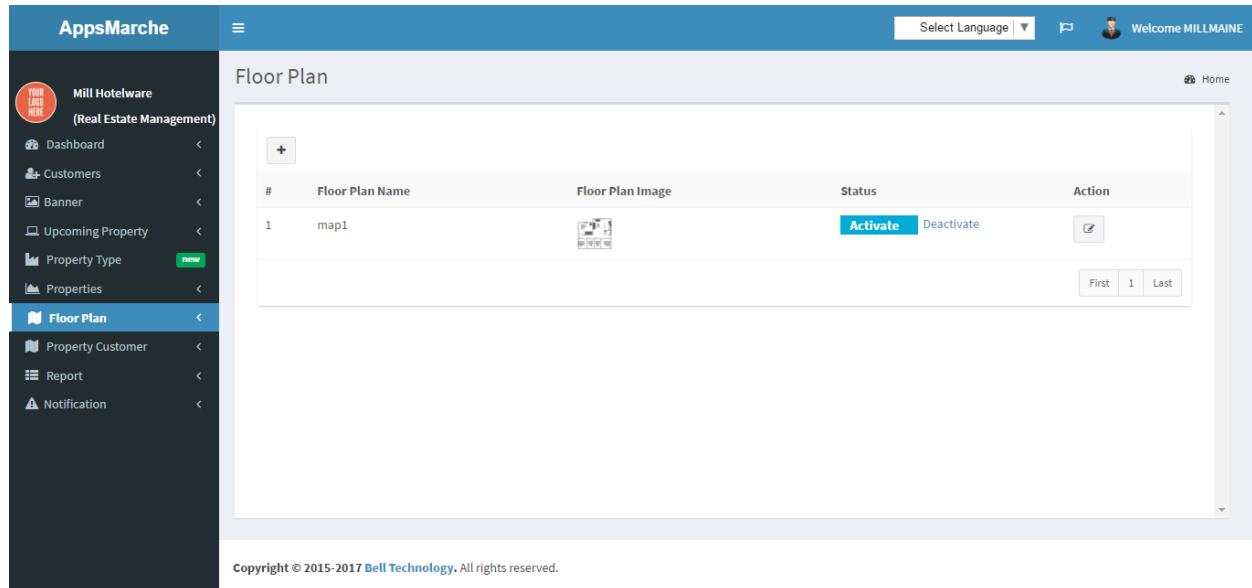 AppsMarche
Select Language ▼
Welcome MILLMAINE
YOUR
LOGO
HERE
Mill Hotelware
(Real Estate Management)
Floor Plan
Home
Dashboard
Customers
Banner
Upcoming Property
Property Type new
Properties
Floor Plan
Property Customer
Report
Notification
+
# Floor Plan Name Floor Plan Image Status Action
1 map1 Activate Deactivate
First 1 Last
Copyright © 2015-2017 Bell Technology. All rights reserved.